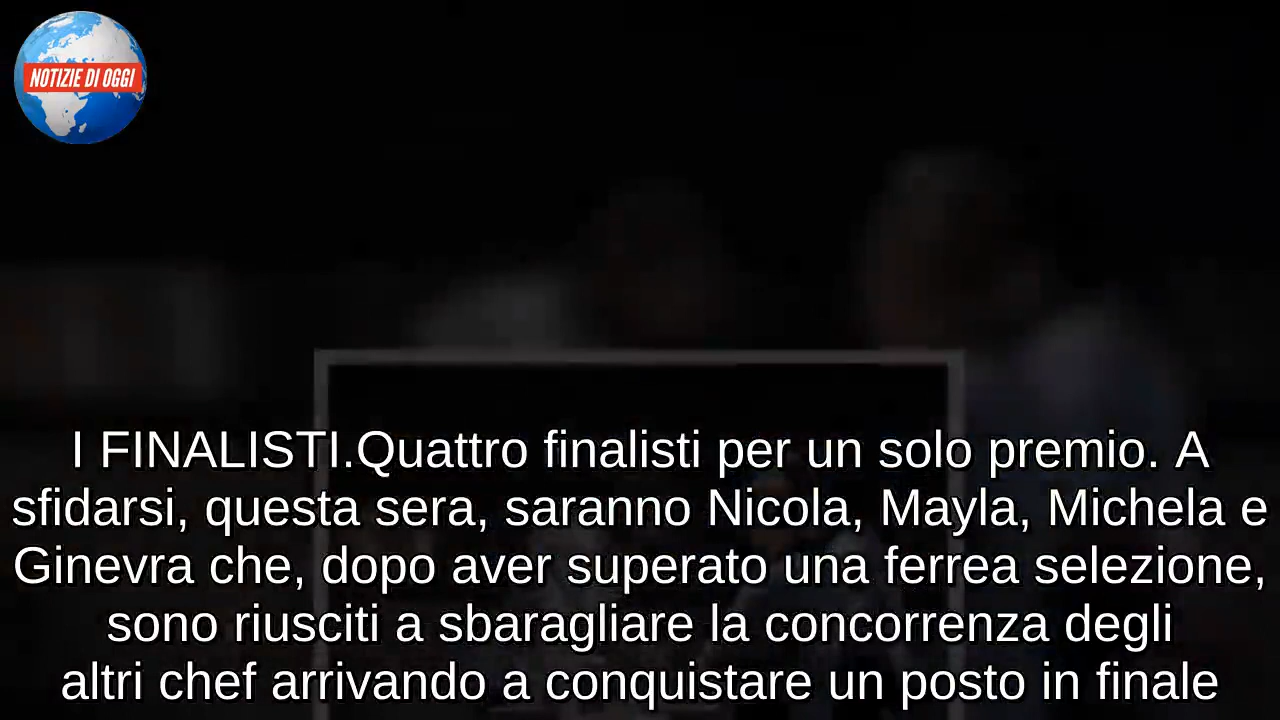 NOTIZIE DI OGGI
I FINALISTI.Quattro finalisti per un solo premio. A
sfidarsi, questa sera, saranno Nicola, Mayla, Michela e
Ginevra che, dopo aver superato una ferrea selezione,
sono riusciti a sbaragliare la concorrenza degli
altri chef arrivando a conquistare un posto in finale